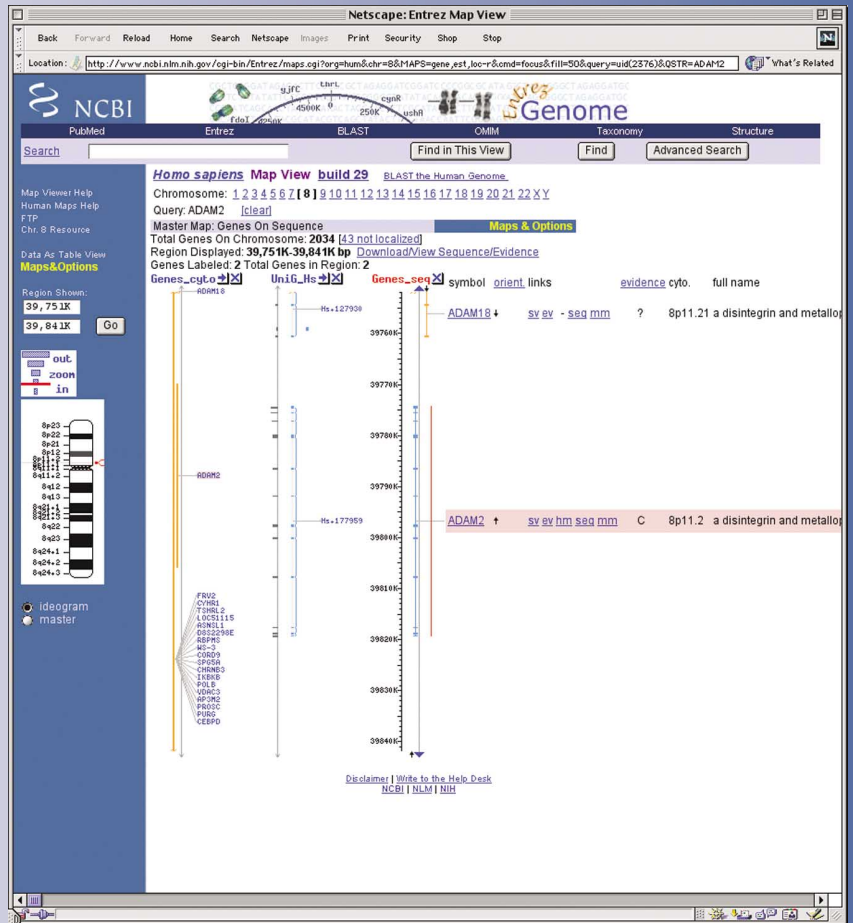 Netscape: Entrez Map View
Back Forward Reload Home Search Netscape Images Print Security Shop Stop
Location: http://www.ncbi.nlm.nih.gov/cgi-bin/Entrez/maps.cgi?org=hum&chr=8&MAPS=gene,est,loc-r&cmd=focus&fill=50&query=uid(2376)&QSTR=ADAM2 What's Related
NCBI
yjfC thrL cynR
4500K 0 250K ushA
fdoI 4250K
Entrez Genome
PubMed Entrez BLAST OMIM Taxonomy Structure
Search Find in This View Find Advanced Search
Homo sapiens Map View build 29 BLAST the Human Genome
Chromosome: 1 2 3 4 5 6 7 [ 8 ] 9 10 11 12 13 14 15 16 17 18 19 20 21 22 X Y
Query: ADAM2 [clear]
Master Map: Genes On Sequence Maps & Options
Total Genes On Chromosome: 2034 [43 not localized]
Region Displayed: 39,751K-39,841K bp Download/View Sequence/Evidence
Genes Labeled: 2 Total Genes in Region: 2
Map Viewer Help
Human Maps Help
FTP
Chr. 8 Resource
Data As Table View
Maps&Options
Region Shown:
39,751K
39,841K Go
out
zoom
in
8p23
8p22
8p21
8p12
8q11.2
8q12
8q13
8q22
8q23
8q24.1
8q24.2
8q24.3
ideogram
master
Genes_cyto UniG_Hs Genes_seq symbol orient. links evidence cyto. full name
ADAM18
Hs.127930
ADAM18 sv ev - seq mm ? 8p11.21 a disintegrin and metallop
39760K
39770K
39780K
ADAM2
39790K
Hs.177959
ADAM2 sv ev hm seq mm C 8p11.2 a disintegrin and metallop
39800K
39810K
39820K
39830K
39840K
FRV2
CYHR1
TSHRL2
LOC51115
ASNSL1
D8S2298E
RBPMS
WS-3
CORD9
SPG5A
CHRNB3
IKBKB
POLB
VDAC3
AP3M2
PROSC
PURG
CEBPD
Disclaimer | Write to the Help Desk
NCBI | NLM | NIH